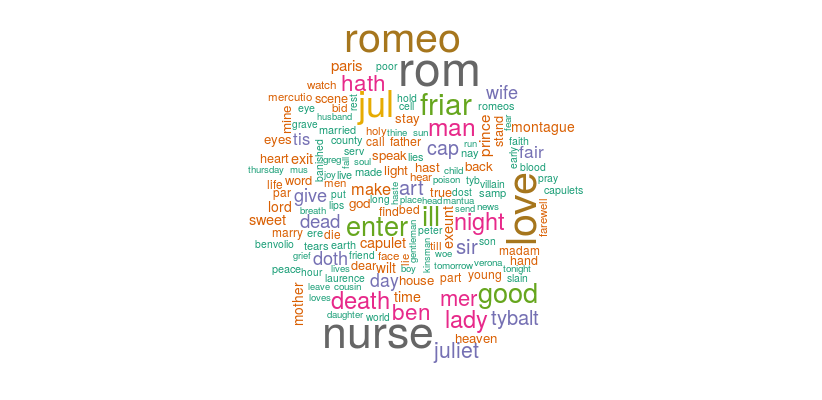 romeo
paris poor rom
watch hath
mercutio scene eye bid rest jul hold cell friar wife romeos
husband mine grave stay man prince stand fear montague
married holy thine sun
eyes tis county call father cap run nay faith early fair
banished serv speak lies
heart exit greg fall soul hast back blood
thursday mus joy live made light hear child poison tyb villain pray
life word men make haste art true dost samp capulets
par give put long place head mantua
lord lips god find bed ill send news love farewell
sweet breath dead enter night
marry ere die peter exeunt
benvolio tears earth capulet gentleman till sir son madam
grief doth friend face lie kinsman woe verona hand
peace hour lives dear wilt boy tomorrow tonight
laurence day house part young slain
mother leave cousin
loves death time mer good
daughter world ben lady tybalt
nurse heaven
juliet